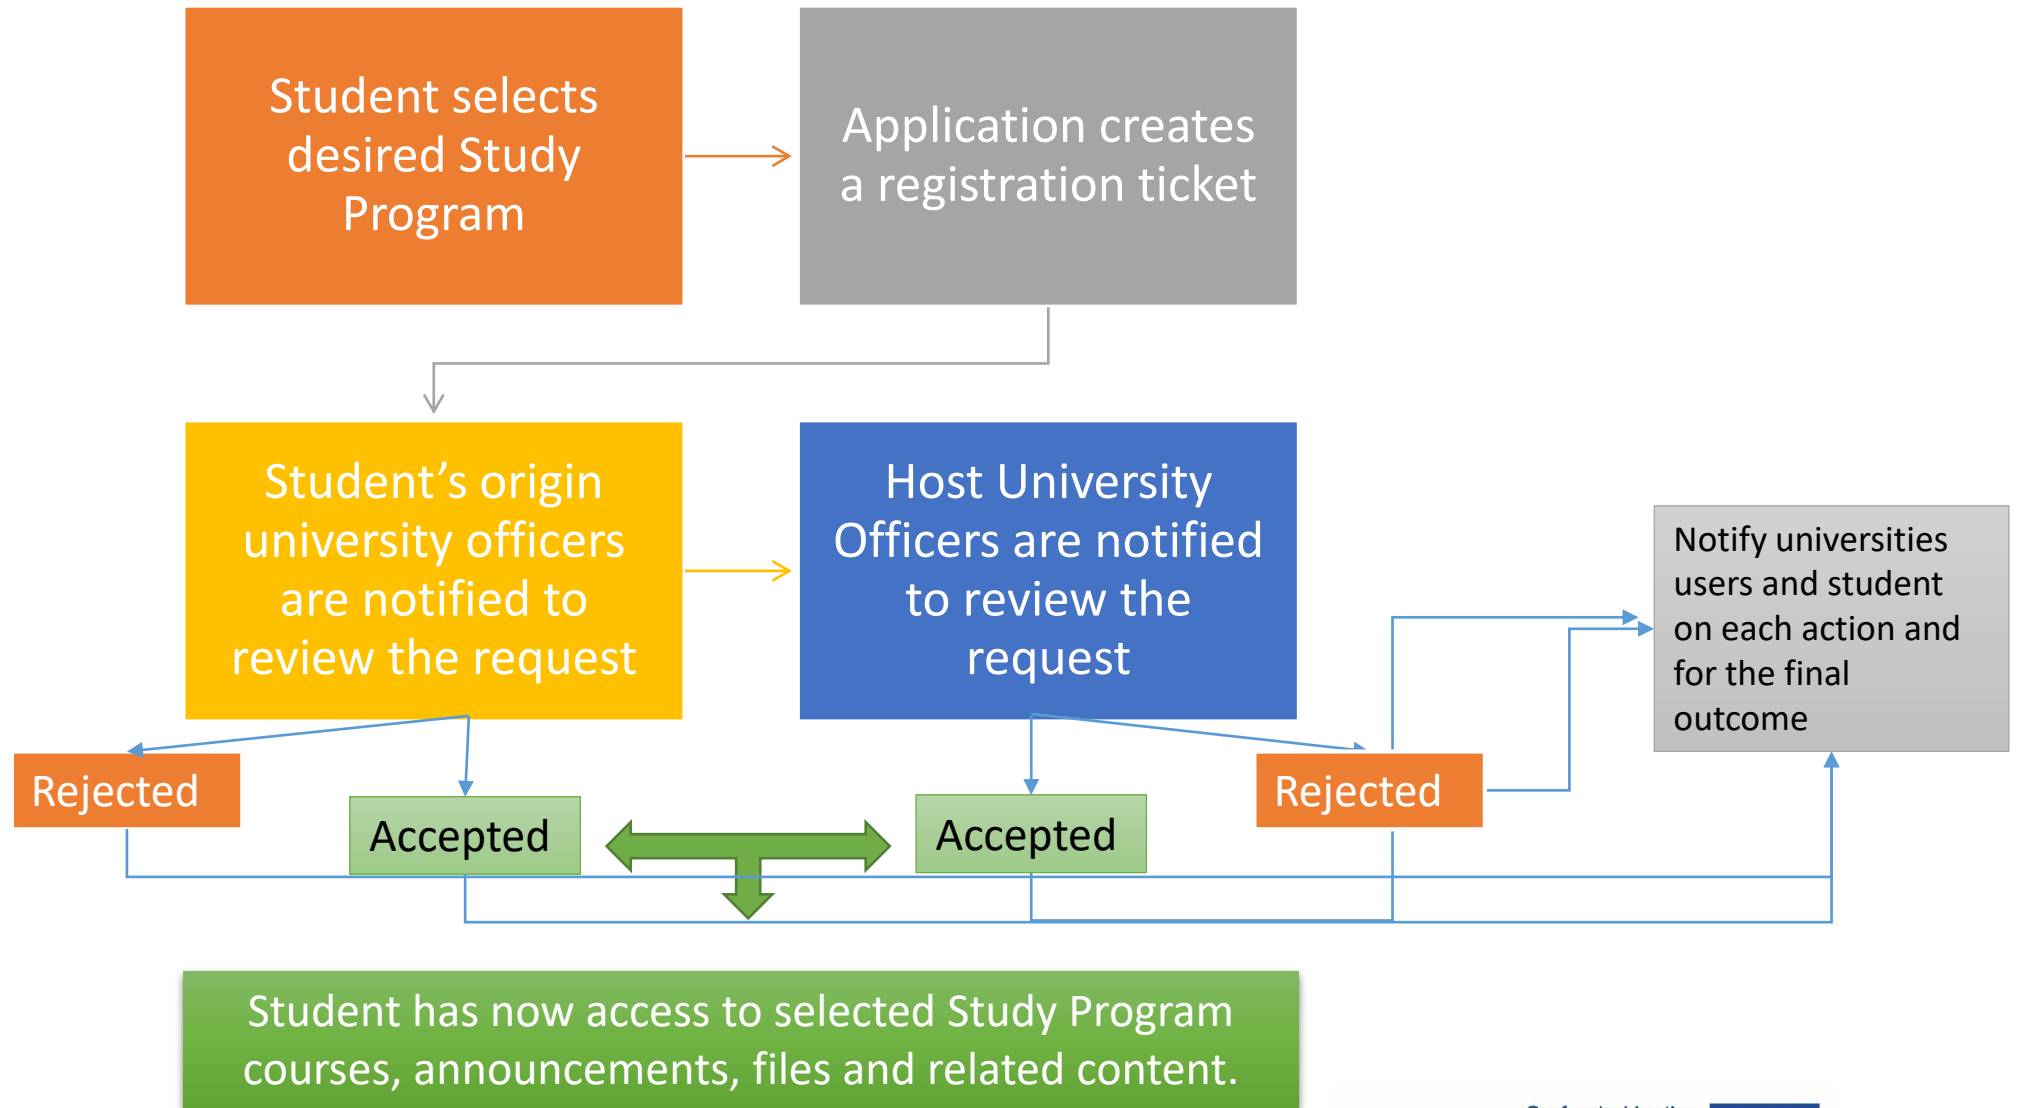 Student selects
desired Study
Program
Application creates
a registration ticket
Student’s origin
university officers
are notified to
review the request
Host University
Officers are notified
to review the
request
Notify universities
users and student
on each action and
for the final
outcome
Rejected
Accepted
Accepted
Rejected
Student has now access to selected Study Program
courses, announcements, files and related content.